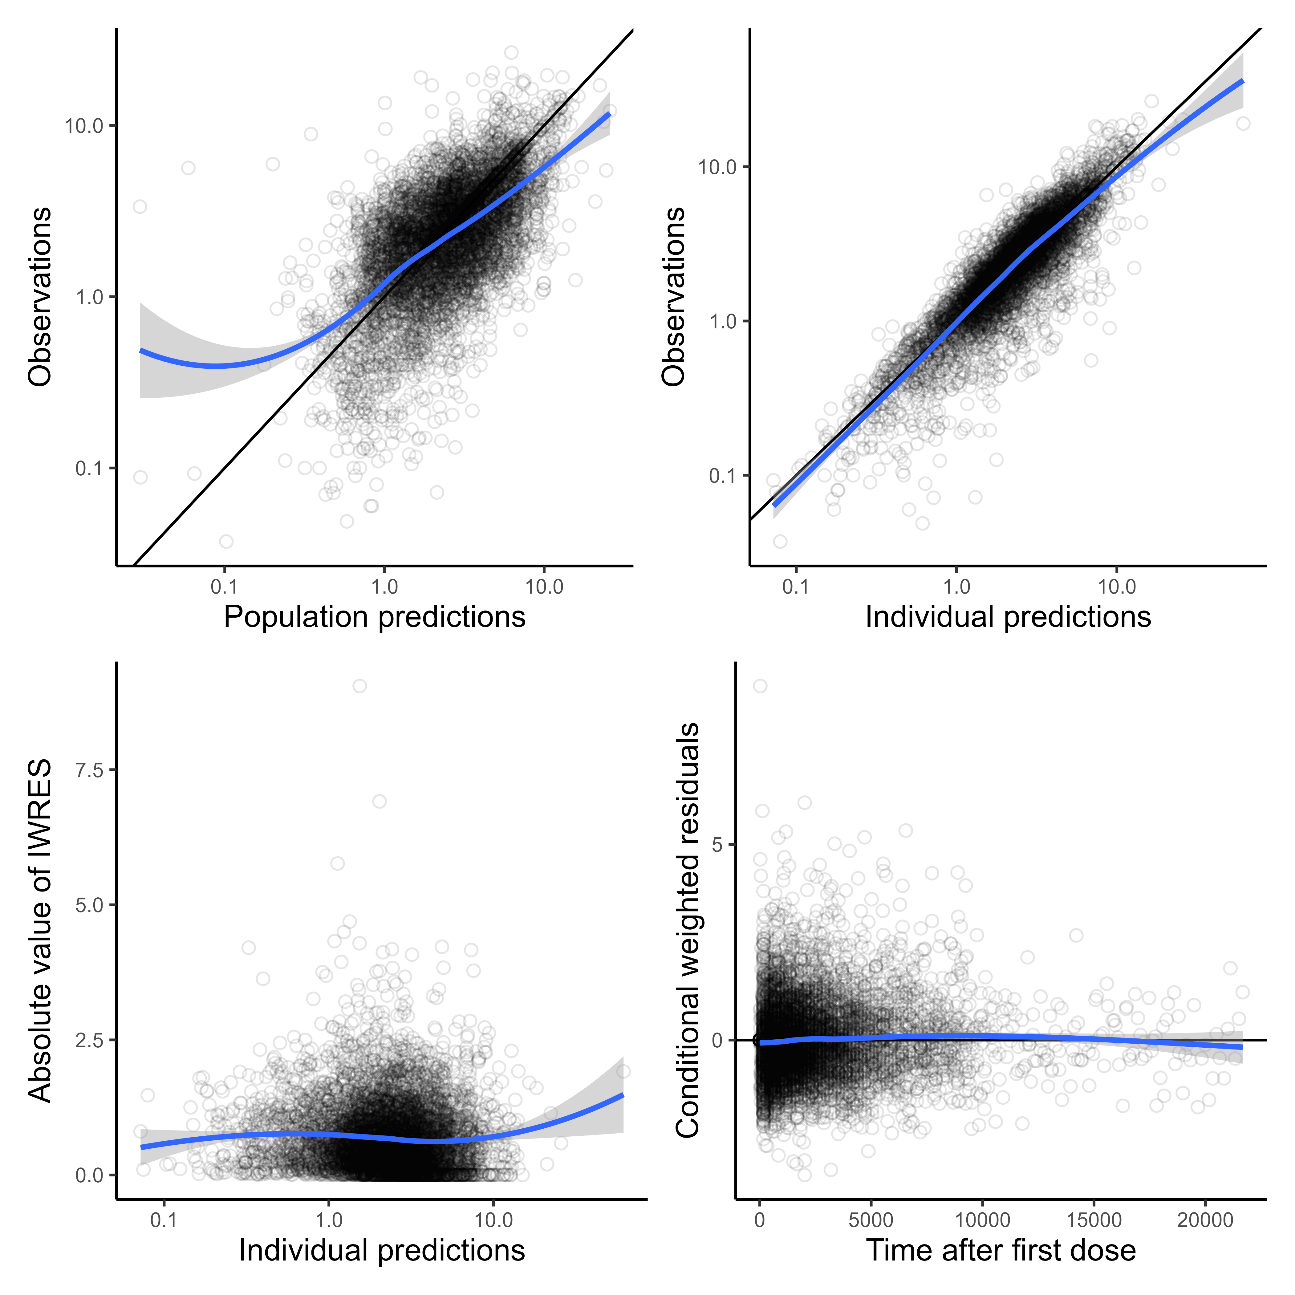 Observations
10.0
1.0
0.1
0.1 1.0 10.0
Population predictions
Observations
10.0
1.0
0.1
0.1 1.0 10.0
Individual predictions
Absolute value of IWRES
7.5
5.0
2.5
0.0
0.1 1.0 10.0
Individual predictions
Conditional weighted residuals
5
0
0 5000 10000 15000 20000
Time after first dose